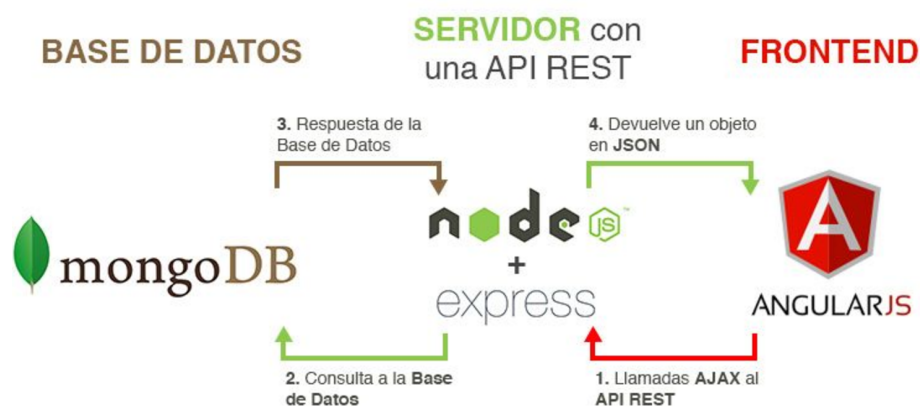 BASE DE DATOS
SERVIDOR con
una API REST
FRONTEND
3. Respuesta de la
Base de Datos
4. Devuelve un objeto
en JSON
mongoDB
node JS™
+
express
ANGULARJS
2. Consulta a la Base
de Datos
1. Llamadas AJAX al
API REST